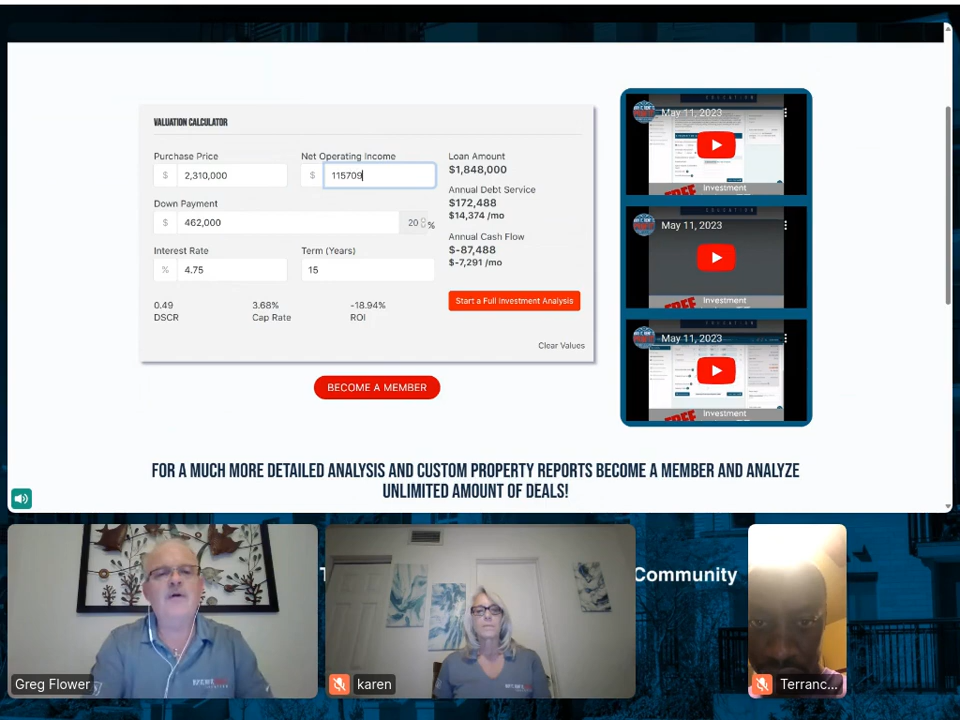 VALUATION CALCULATOR
Purchase Price
Net Operating Income
$ 2,310,000
$ 115709
Down Payment
$ 462,000
20 %
Interest Rate
Term (Years)
% 4.75
15
0.49
3.68%
-18.94%
DSCR
Cap Rate
ROI
Loan Amount
$1,848,000
Annual Debt Service
$172,488
$14,374 /mo
Annual Cash Flow
$-87,488
$-7,291 /mo
Start a Full Investment Analysis
Clear Values
BECOME A MEMBER
May 11, 2023
FREE Investment
May 11, 2023
FREE Investment
May 11, 2023
FREE Investment
FOR A MUCH MORE DETAILED ANALYSIS AND CUSTOM PROPERTY REPORTS BECOME A MEMBER AND ANALYZE
UNLIMITED AMOUNT OF DEALS!
Community
Greg Flower
karen
Terranc...